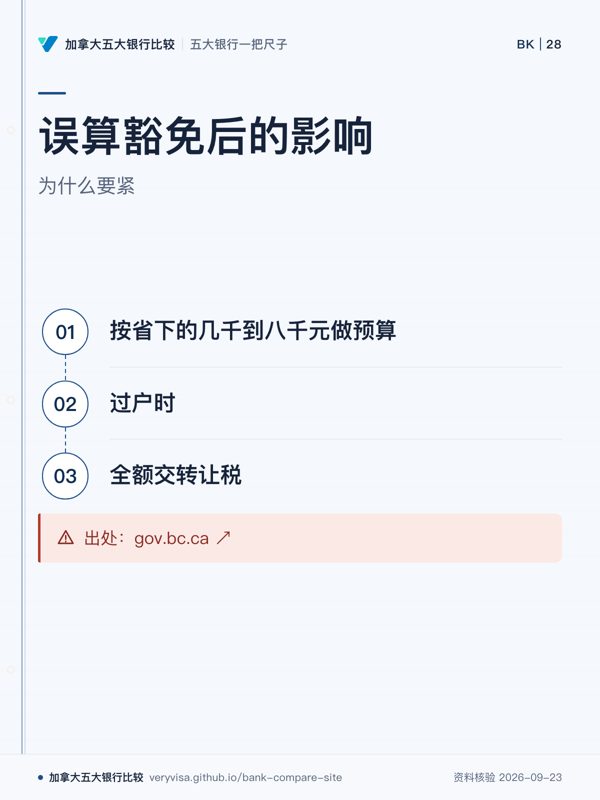 加拿大五大银行比较 | 五大银行一把尺子
BK | 28
误算豁免后的影响
为什么要紧
01 按省下的几千到八千元做预算
02 过户时
03 全额交转让税
出处：gov.bc.ca ↗
加拿大五大银行比较 veryvisa.github.io/bank-compare-site
资料核验 2026-09-23